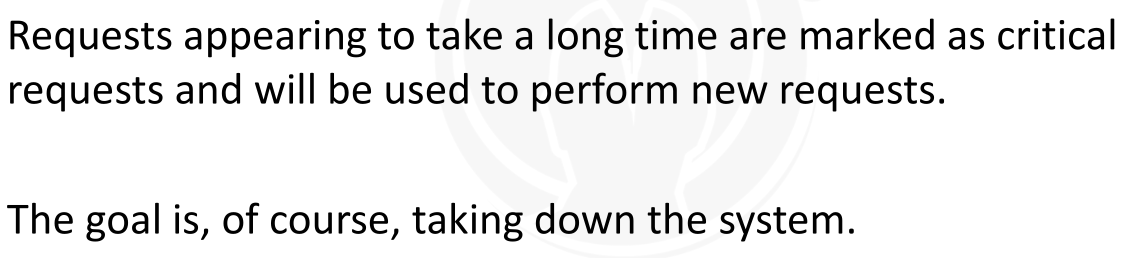 Requests appearing to take a long time are marked as critical
requests and will be used to perform new requests.
The goal is, of course, taking down the system.